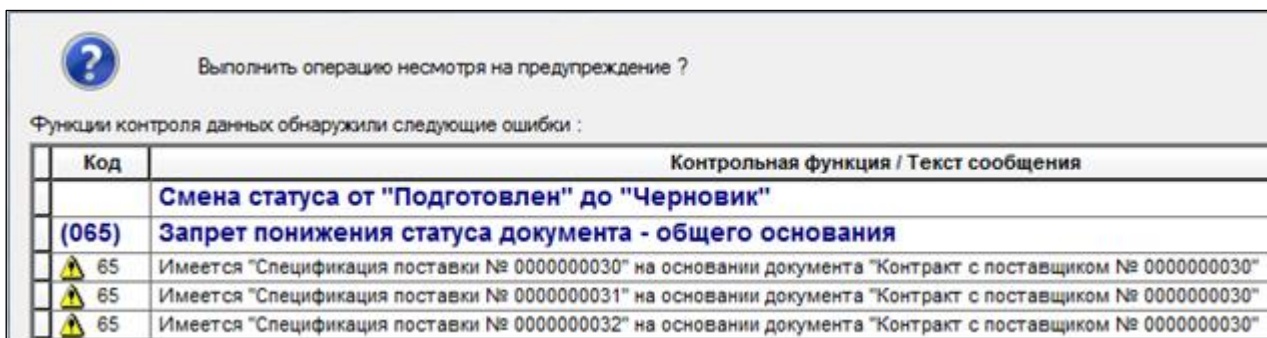 Выполнить операцию несмотря на предупреждение ?
Функции контроля данных обнаружили следующие ошибки :
Код Контрольная функция / Текст сообщения
Смена статуса от "Подготовлен" до "Черновик"
(065) Запрет понижения статуса документа - общего основания
65 Имеется "Спецификация поставки № 0000000030" на основании документа "Контракт с поставщиком № 0000000030"
65 Имеется "Спецификация поставки № 0000000031" на основании документа "Контракт с поставщиком № 0000000030"
65 Имеется "Спецификация поставки № 0000000032" на основании документа "Контракт с поставщиком № 0000000030"